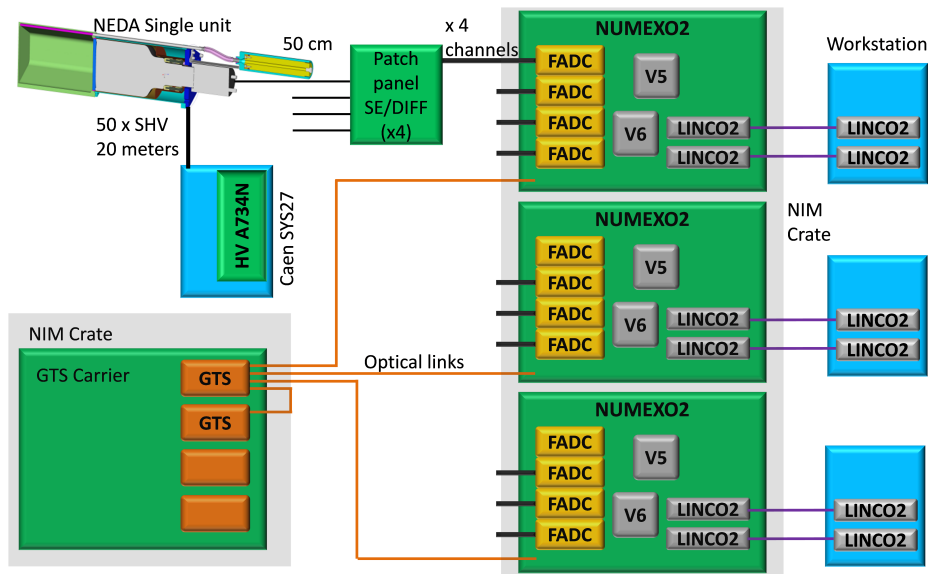 NEDA Single unit
50 cm
x 4
channels
Patch
panel
SE/DIFF
(x4)
50 x SHV
20 meters
HV A734N
Caen SYS27
NUMEXO2
FADC
FADC
FADC
FADC
V5
V6
LINCO2
LINCO2
Workstation
LINCO2
LINCO2
NIM
Crate
NUMEXO2
FADC
FADC
FADC
FADC
V5
V6
LINCO2
LINCO2
LINCO2
LINCO2
NIM Crate
GTS Carrier
GTS
GTS
Optical links
NUMEXO2
FADC
FADC
FADC
FADC
V5
V6
LINCO2
LINCO2
LINCO2
LINCO2